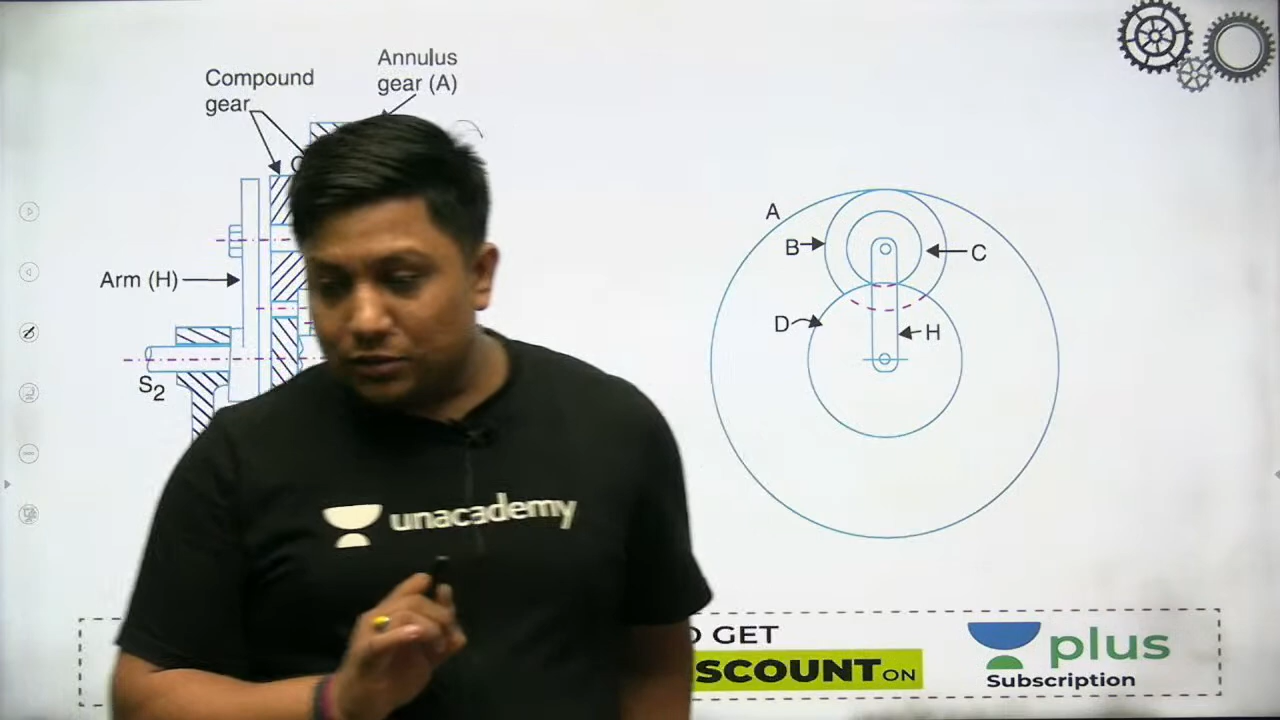 Annulus
gear (A)
Compound
gear
C
Arm (H)
S2
A
B
C
D
H
unacademy
GET
SCOUNT ON
plus
Subscription